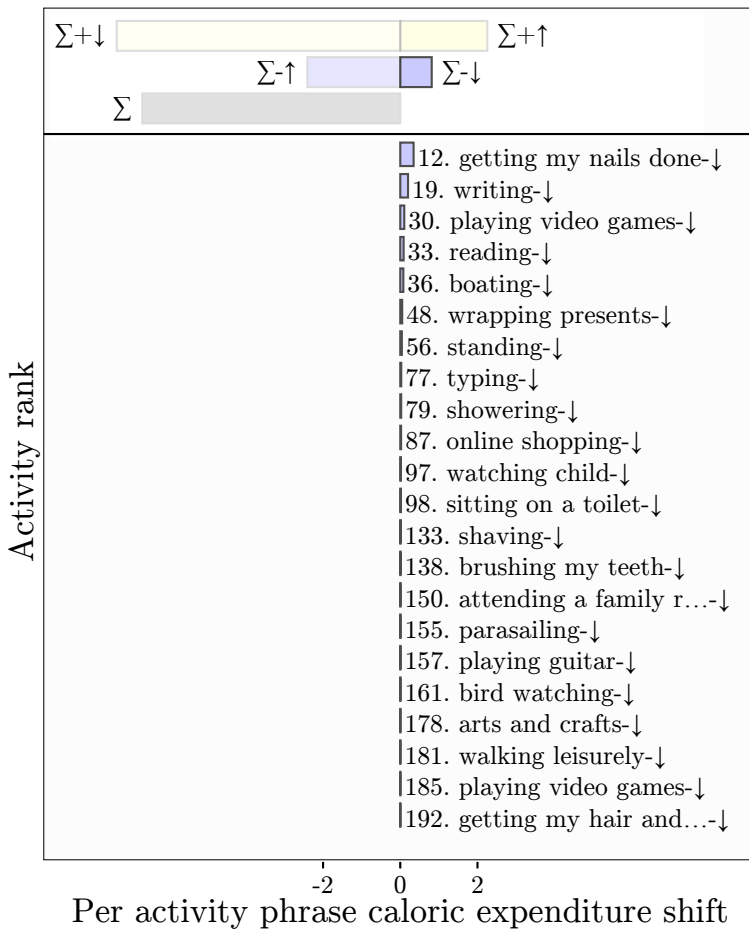 ∑+↓ ∑+↑
∑-↑ ∑-↓
∑
12. getting my nails done-↓
19. writing-↓
30. playing video games-↓
33. reading-↓
36. boating-↓
48. wrapping presents-↓
56. standing-↓
77. typing-↓
79. showering-↓
87. online shopping-↓
97. watching child-↓
98. sitting on a toilet-↓
133. shaving-↓
138. brushing my teeth-↓
150. attending a family r…-↓
155. parasailing-↓
157. playing guitar-↓
161. bird watching-↓
178. arts and crafts-↓
181. walking leisurely-↓
185. playing video games-↓
192. getting my hair and…-↓
Activity rank
-2 0 2
Per activity phrase caloric expenditure shift